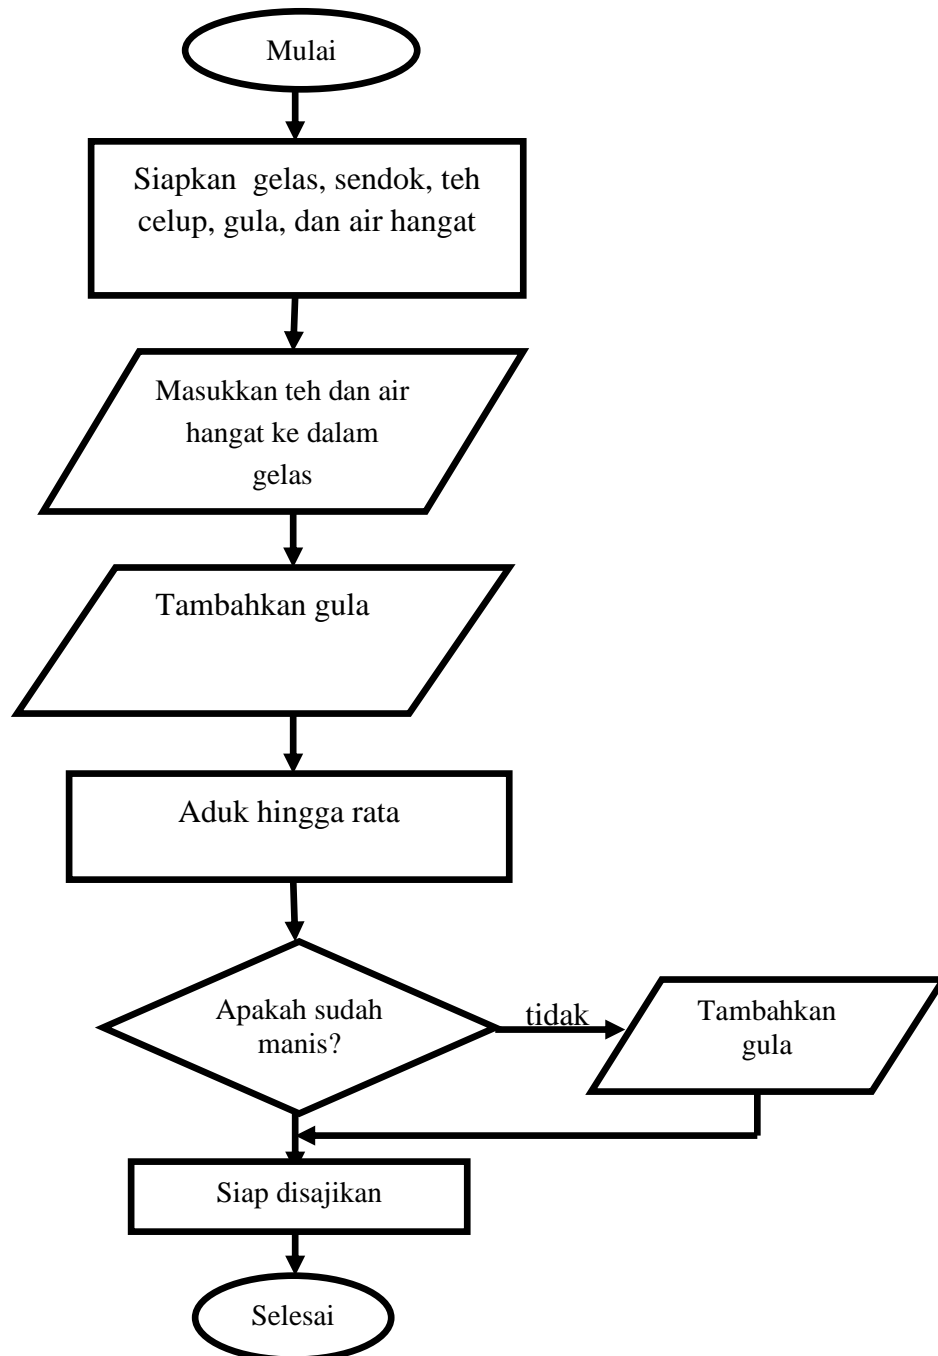 Mulai
Siapkan gelas, sendok, teh
celup, gula, dan air hangat
Masukkan teh dan air
hangat ke dalam
gelas
Tambahkan gula
Aduk hingga rata
Apakah sudah
manis?
tidak
Tambahkan
gula
Siap disajikan
Selesai